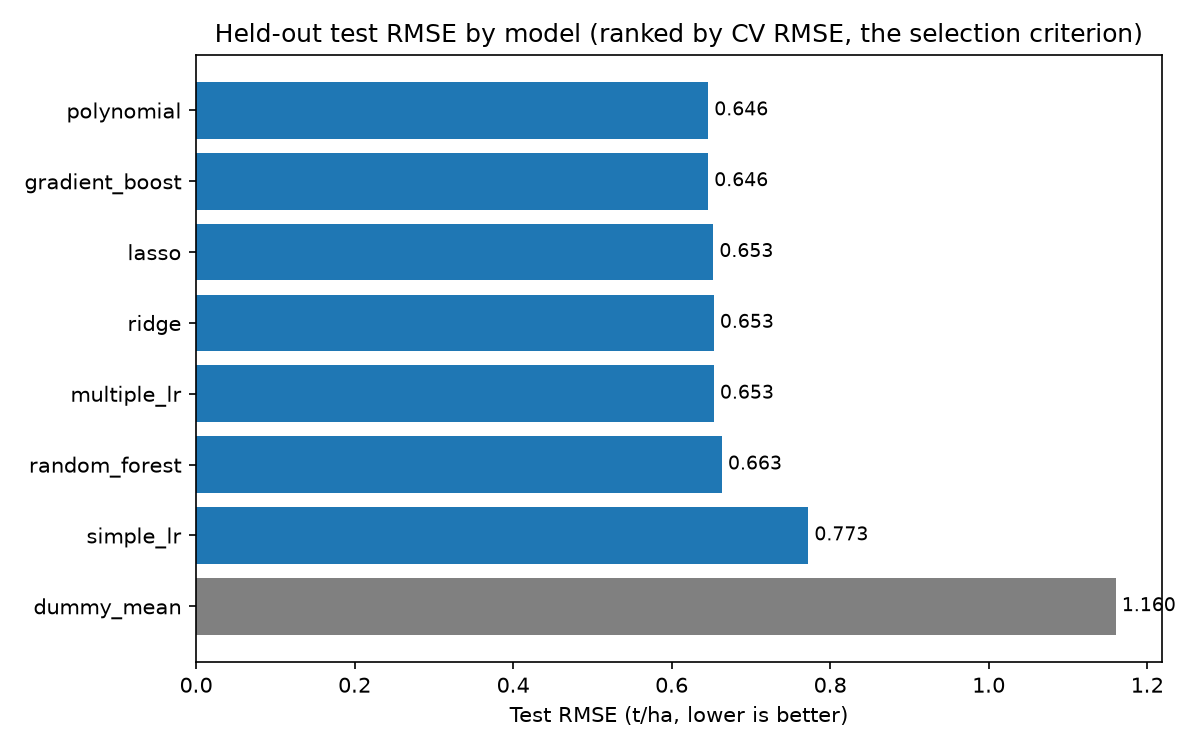 Held-out test RMSE by model (ranked by CV RMSE, the selection criterion)
polynomial 0.646
gradient_boost 0.646
lasso 0.653
ridge 0.653
multiple_lr 0.653
random_forest 0.663
simple_lr 0.773
dummy_mean 1.160
0.0 0.2 0.4 0.6 0.8 1.0 1.2
Test RMSE (t/ha, lower is better)